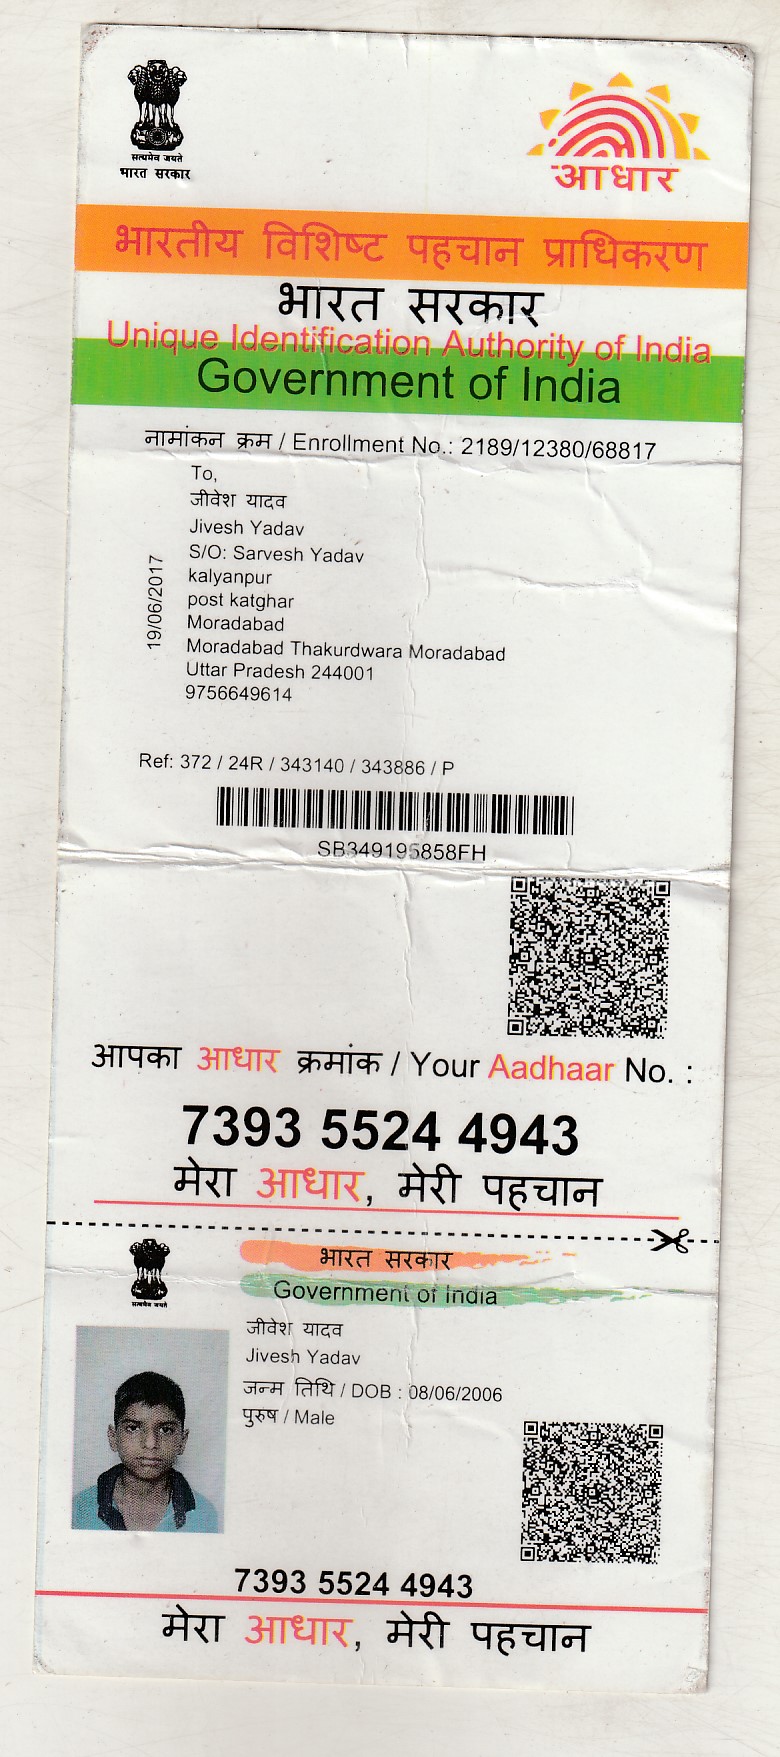 सत्यमेव जयते
भारत सरकार
आधार
भारतीय विशिष्ट पहचान प्राधिकरण
भारत सरकार
Unique Identification Authority of India
Government of India
नामांकन क्रम / Enrollment No.: 2189/12380/68817
To,
जीवेश यादव
Jivesh Yadav
S/O: Sarvesh Yadav
kalyanpur
post katghar
Moradabad
Moradabad Thakurdwara Moradabad
Uttar Pradesh 244001
9756649614
19/06/2017
Ref: 372 / 24R / 343140 / 343886 / P
SB349195858FH
आपका आधार क्रमांक / Your Aadhaar No. :
7393 5524 4943
मेरा आधार, मेरी पहचान
सत्यमेव जयते
भारत सरकार
Government of India
जीवेश यादव
Jivesh Yadav
जन्म तिथि / DOB : 08/06/2006
पुरुष / Male
7393 5524 4943
मेरा आधार, मेरी पहचान